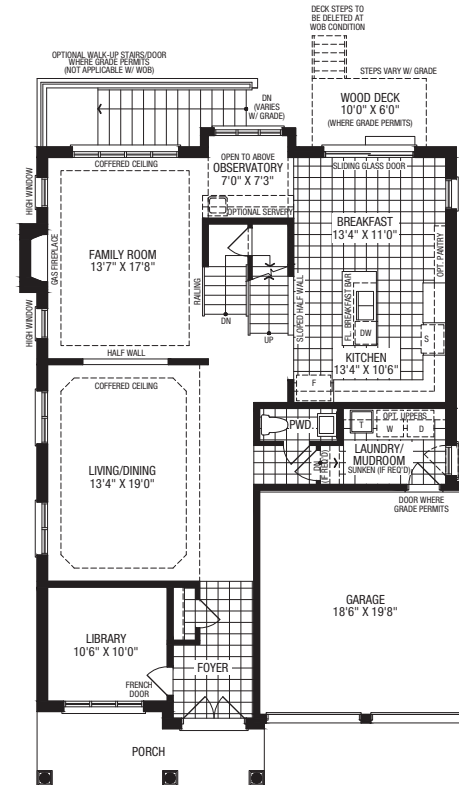 DECK STEPS TO
BE DELETED AT
WOB CONDITION
OPTIONAL WALK-UP STAIRS/DOOR
WHERE GRADE PERMITS
(NOT APPLICABLE W/ WOB)
STEPS VARY W/ GRADE
DN
(VARIES
W/ GRADE)
WOOD DECK
10'0" X 6'0"
(WHERE GRADE PERMITS)
COFFERED CEILING
OPEN TO ABOVE
OBSERVATORY
7'0" X 7'3"
OPTIONAL SERVERY
SLIDING GLASS DOOR
HIGH WINDOW
BREAKFAST
13'4" X 11'0"
OPT. PANTRY
FAMILY ROOM
13'7" X 17'8"
GAS FIREPLACE
RAILING
DN
UP
SLOPED HALF WALL
FL. BREAKFAST BAR
DW
S
HIGH WINDOW
KITCHEN
13'4" X 10'6"
HALF WALL
F
COFFERED CEILING
PWD.
T
OPT. UPPERS
W
D
LAUNDRY/
MUDROOM
SUNKEN (IF REQ'D)
DN
(IF REQ'D)
LIVING/DINING
13'4" X 19'0"
DOOR WHERE
GRADE PERMITS
GARAGE
18'6" X 19'8"
LIBRARY
10'6" X 10'0"
FOYER
FRENCH
DOOR
PORCH